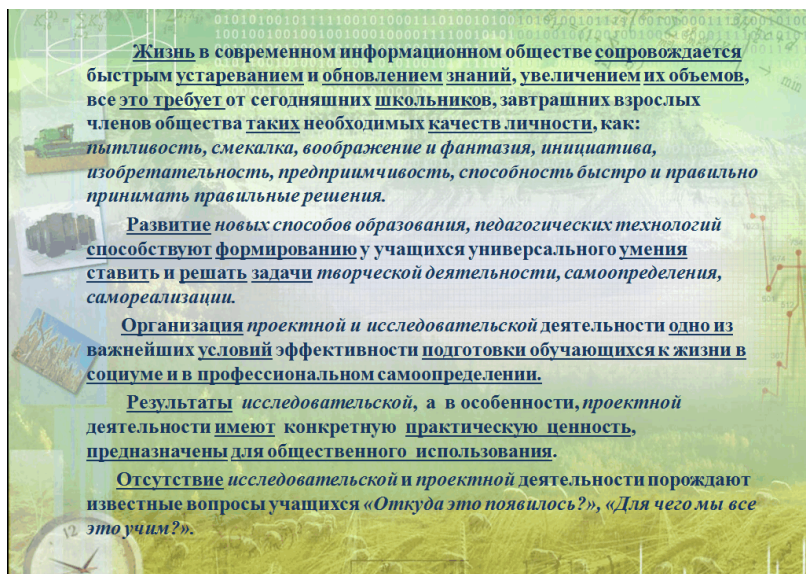 Жизнь в современном информационном обществе сопровождается
быстрым устареванием и обновлением знаний, увеличением их объемов,
все это требует от сегодняшних школьников, завтрашних взрослых
членов общества таких необходимых качеств личности, как:
пытливость, смекалка, воображение и фантазия, инициатива,
изобретательность, предприимчивость, способность быстро и правильно
принимать правильные решения.
Развитие новых способов образования, педагогических технологий
способствуют формированию у учащихся универсального умения
ставить и решать задачи творческой деятельности, самоопределения,
самореализации.
Организация проектной и исследовательской деятельности одно из
важнейших условий эффективности подготовки обучающихся к жизни в
социуме и в профессиональном самоопределении.
Результаты исследовательской, а в особенности, проектной
деятельности имеют конкретную практическую ценность,
предназначены для общественного использования.
Отсутствие исследовательской и проектной деятельности порождают
известные вопросы учащихся «Откуда это появилось?», «Для чего мы все
это учим?».
12